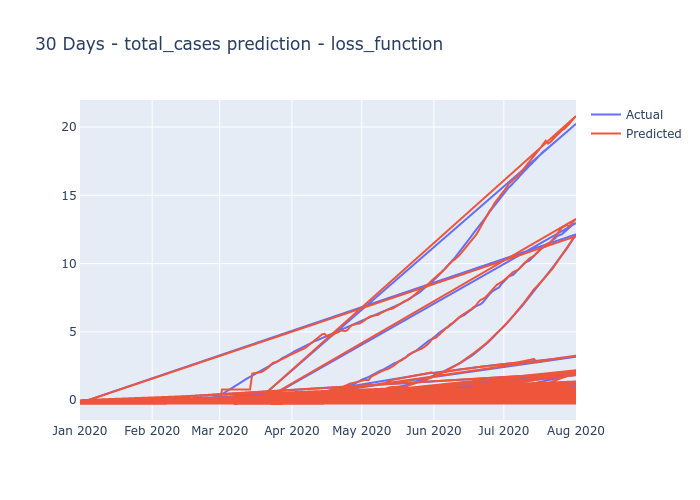 30 Days - total_cases prediction - loss_function
Actual
Predicted
20
15
10
5
0
Jan 2020 Feb 2020 Mar 2020 Apr 2020 May 2020 Jun 2020 Jul 2020 Aug 2020